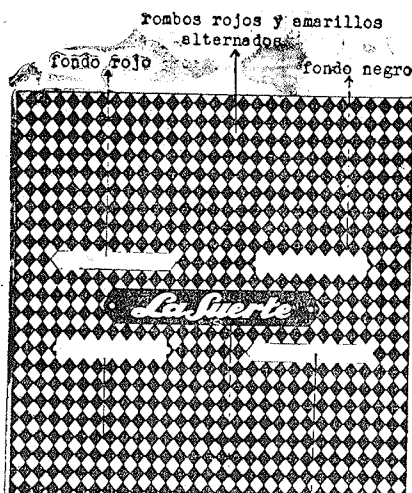 rombos rojos y amarillos
alternados
fondo rojo
fondo negro
La Suerte